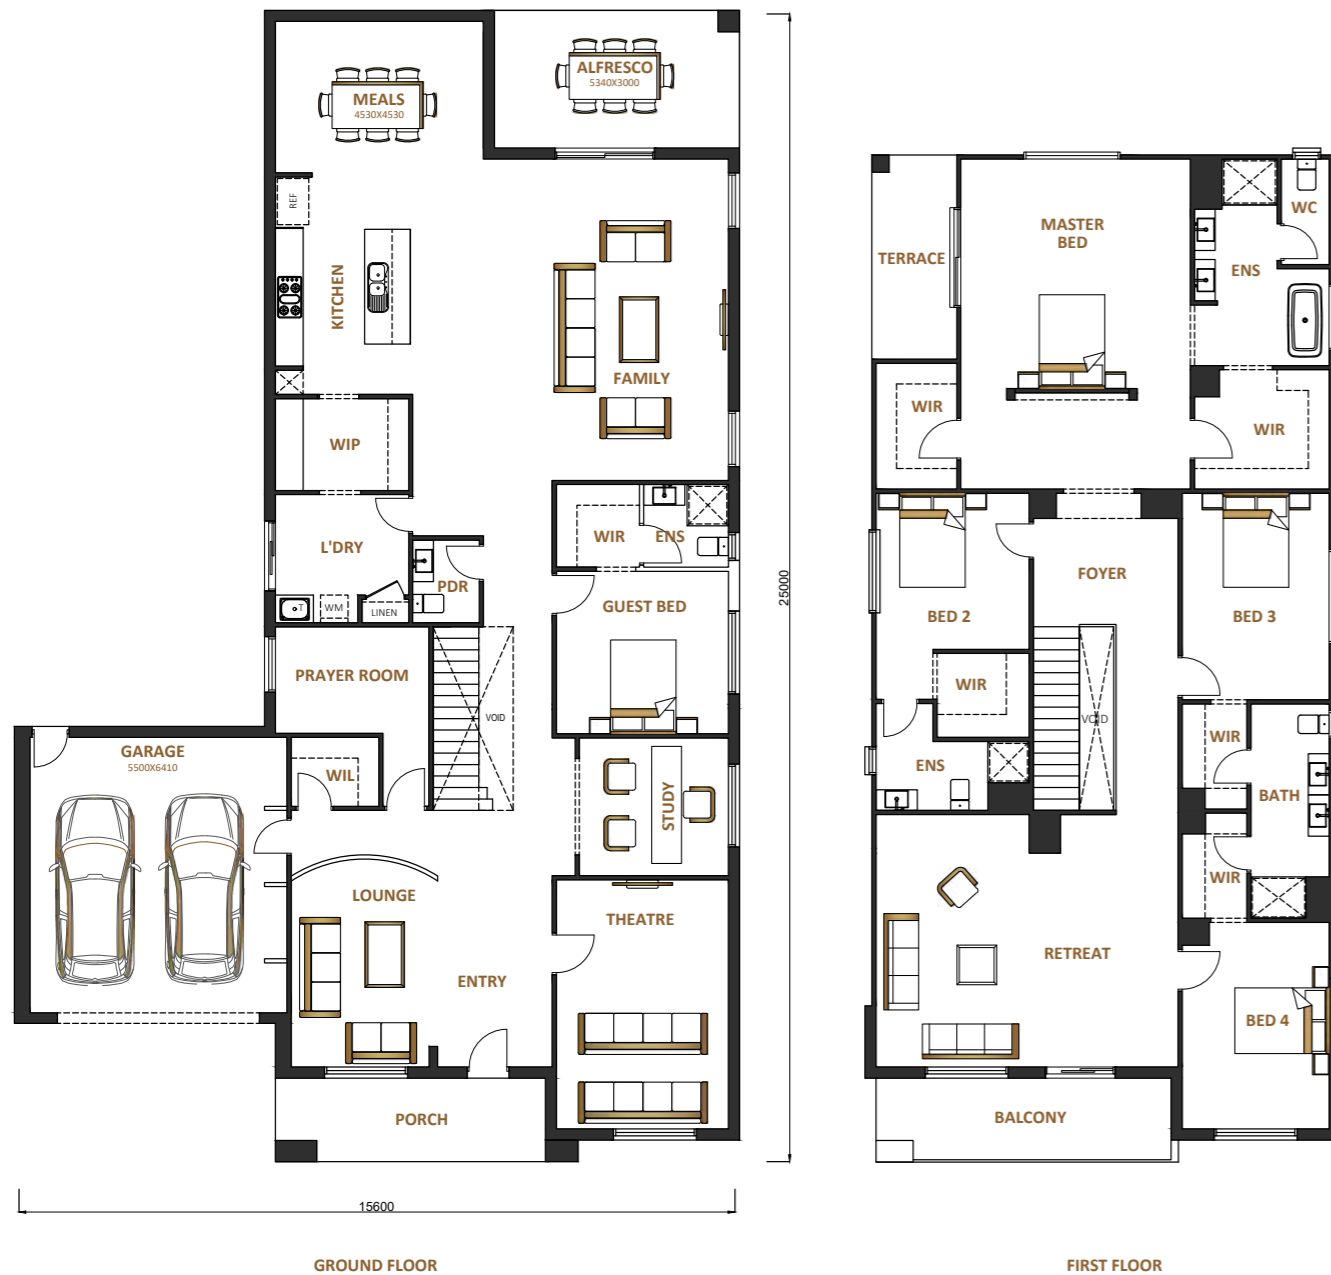 ALFRESCO
5340X3000
MEALS
4530X4530
REF
KITCHEN
FAMILY
WIP
L'DRY
WIR
ENS
PDR
T
WM
LINEN
GUEST BED
PRAYER ROOM
VOID
GARAGE
5500X6410
WIL
STUDY
LOUNGE
THEATRE
ENTRY
PORCH
25000
15600
GROUND FLOOR
MASTER
BED
WC
TERRACE
ENS
WIR
WIR
FOYER
BED 2
BED 3
WIR
VOID
WIR
ENS
BATH
WIR
RETREAT
BED 4
BALCONY
FIRST FLOOR